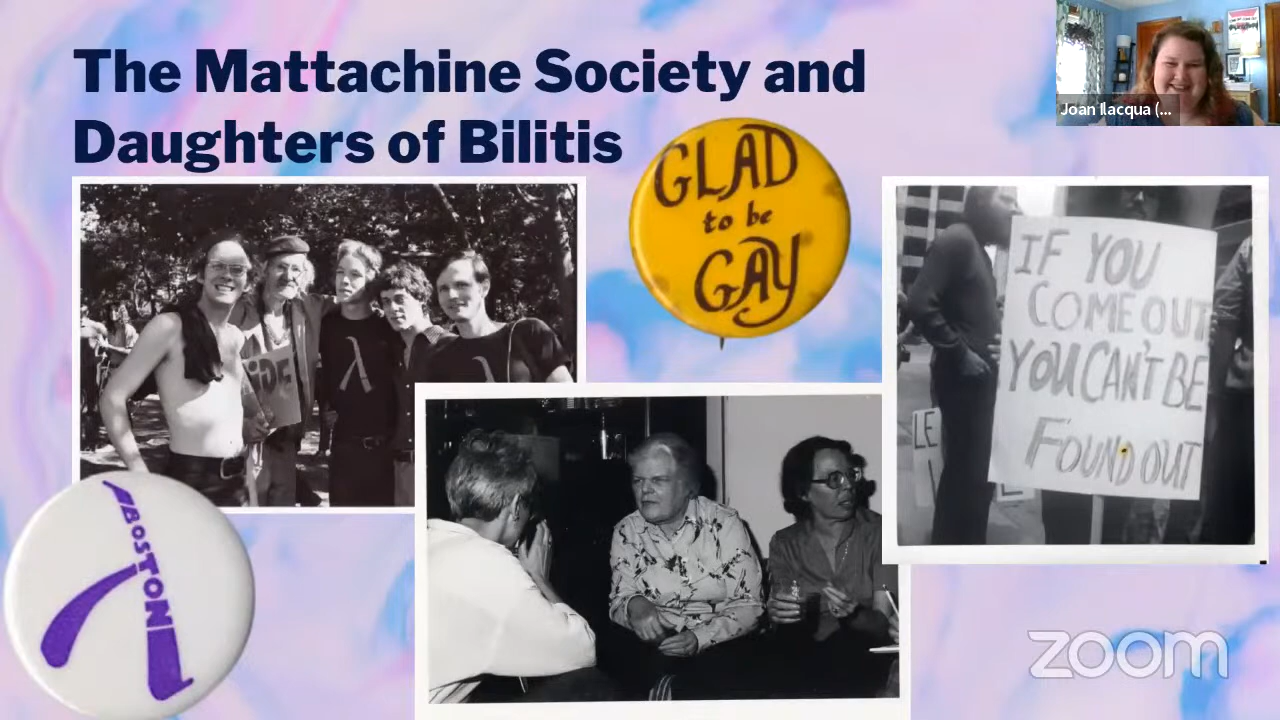 The Mattachine Society and
Daughters of Bilitis
Joan Ilacqua (...
GLAD
to be
GAY
IF YOU
COME OUT
YOU CAN'T BE
FOUND OUT
LE
λ
λ
BOSTON
zoom